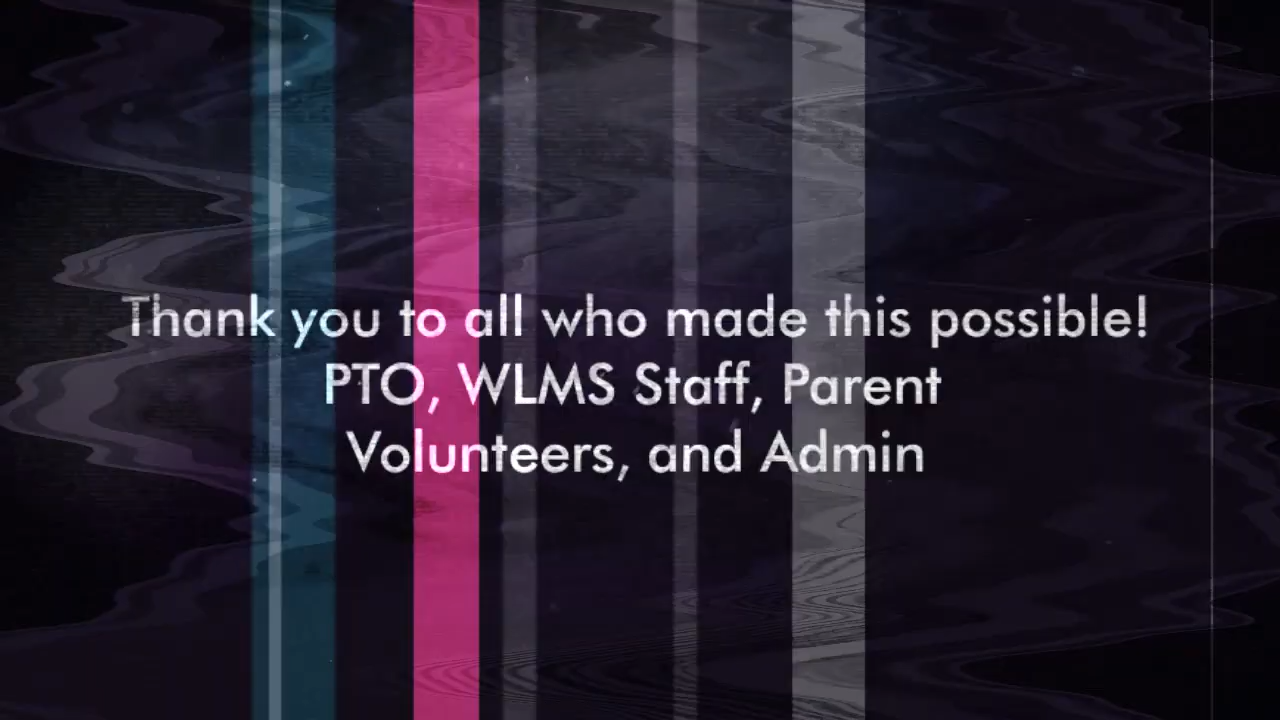 Thank you to all who made this possible!
PTO, WLMS Staff, Parent
Volunteers, and Admin